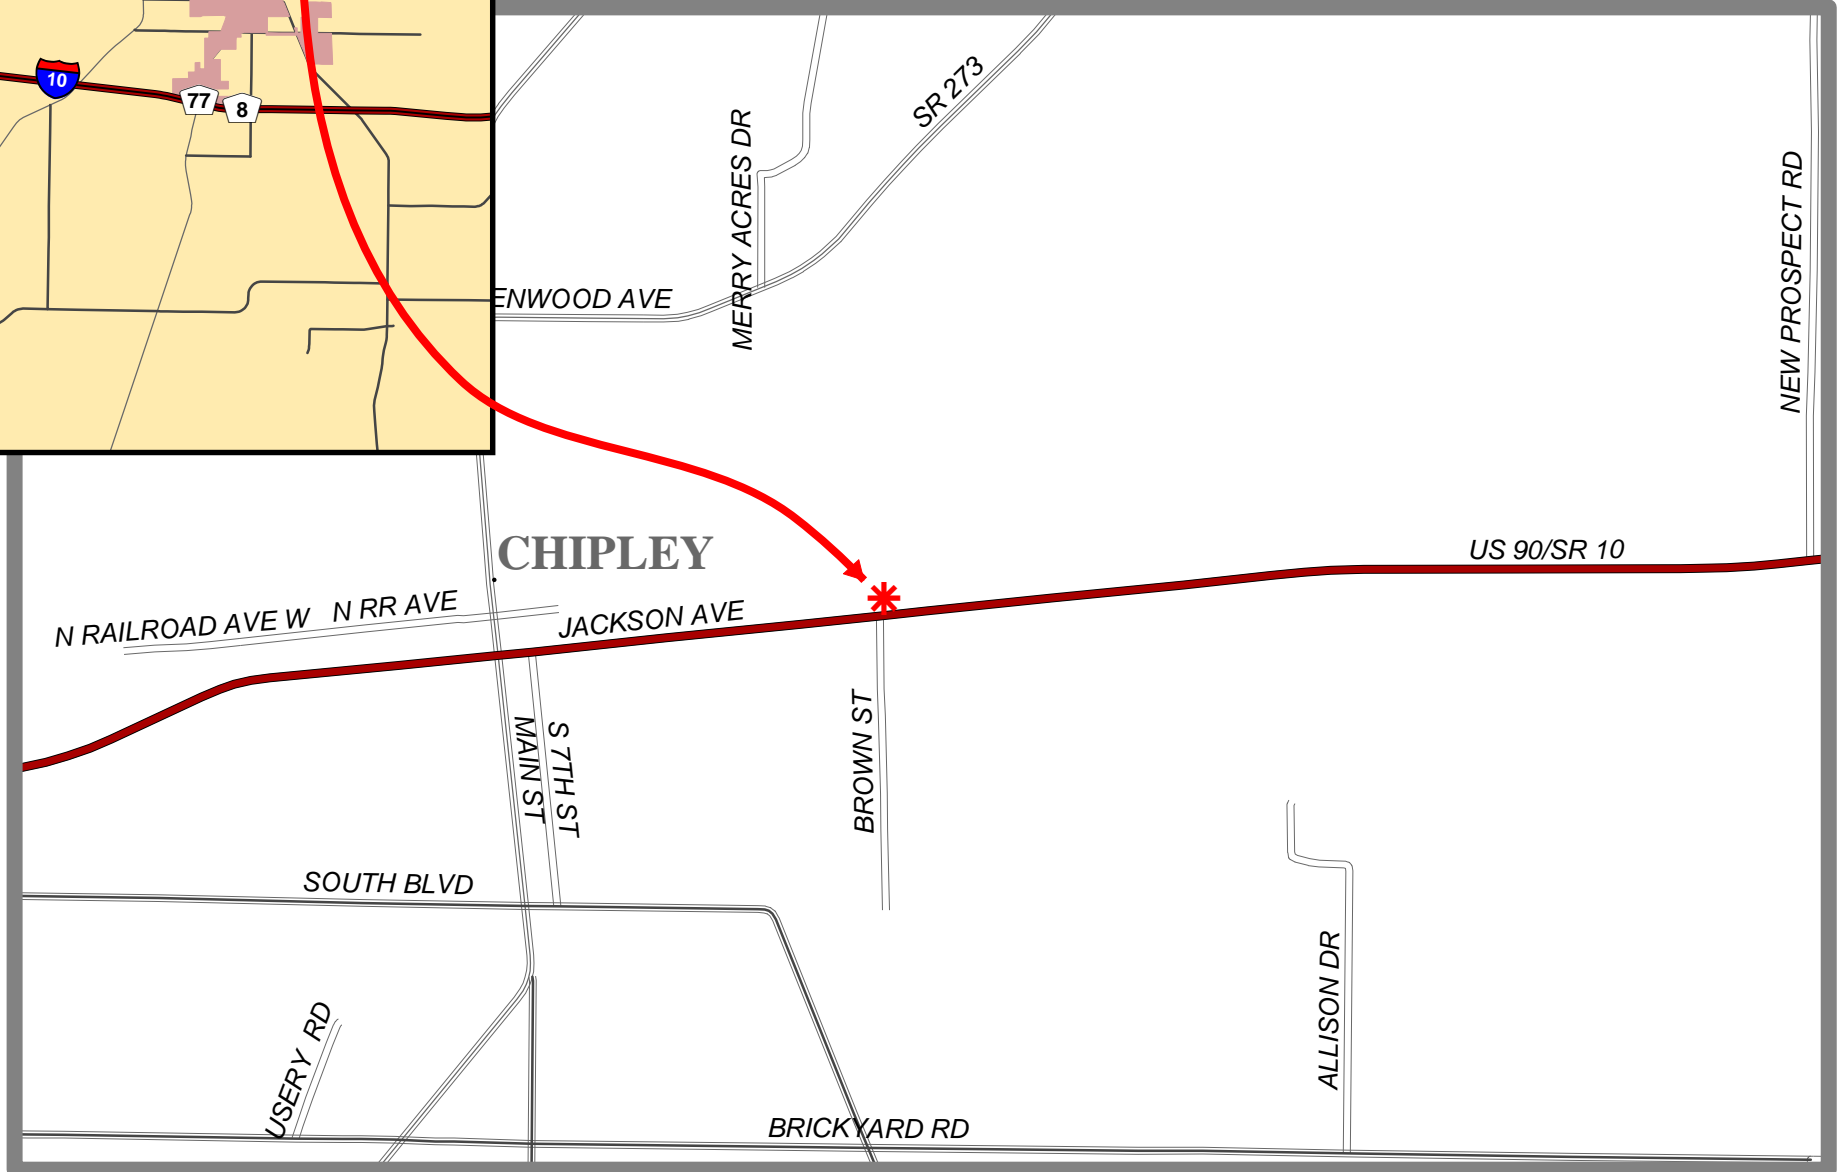 10
77
8
SR 273
MERRY ACRES DR
NEW PROSPECT RD
ENWOOD AVE
CHIPLEY
US 90/SR 10
N RAILROAD AVE W
N RR AVE
JACKSON AVE
MAIN ST
S 7TH ST
BROWN ST
SOUTH BLVD
ALLISON DR
USERY RD
BRICKYARD RD